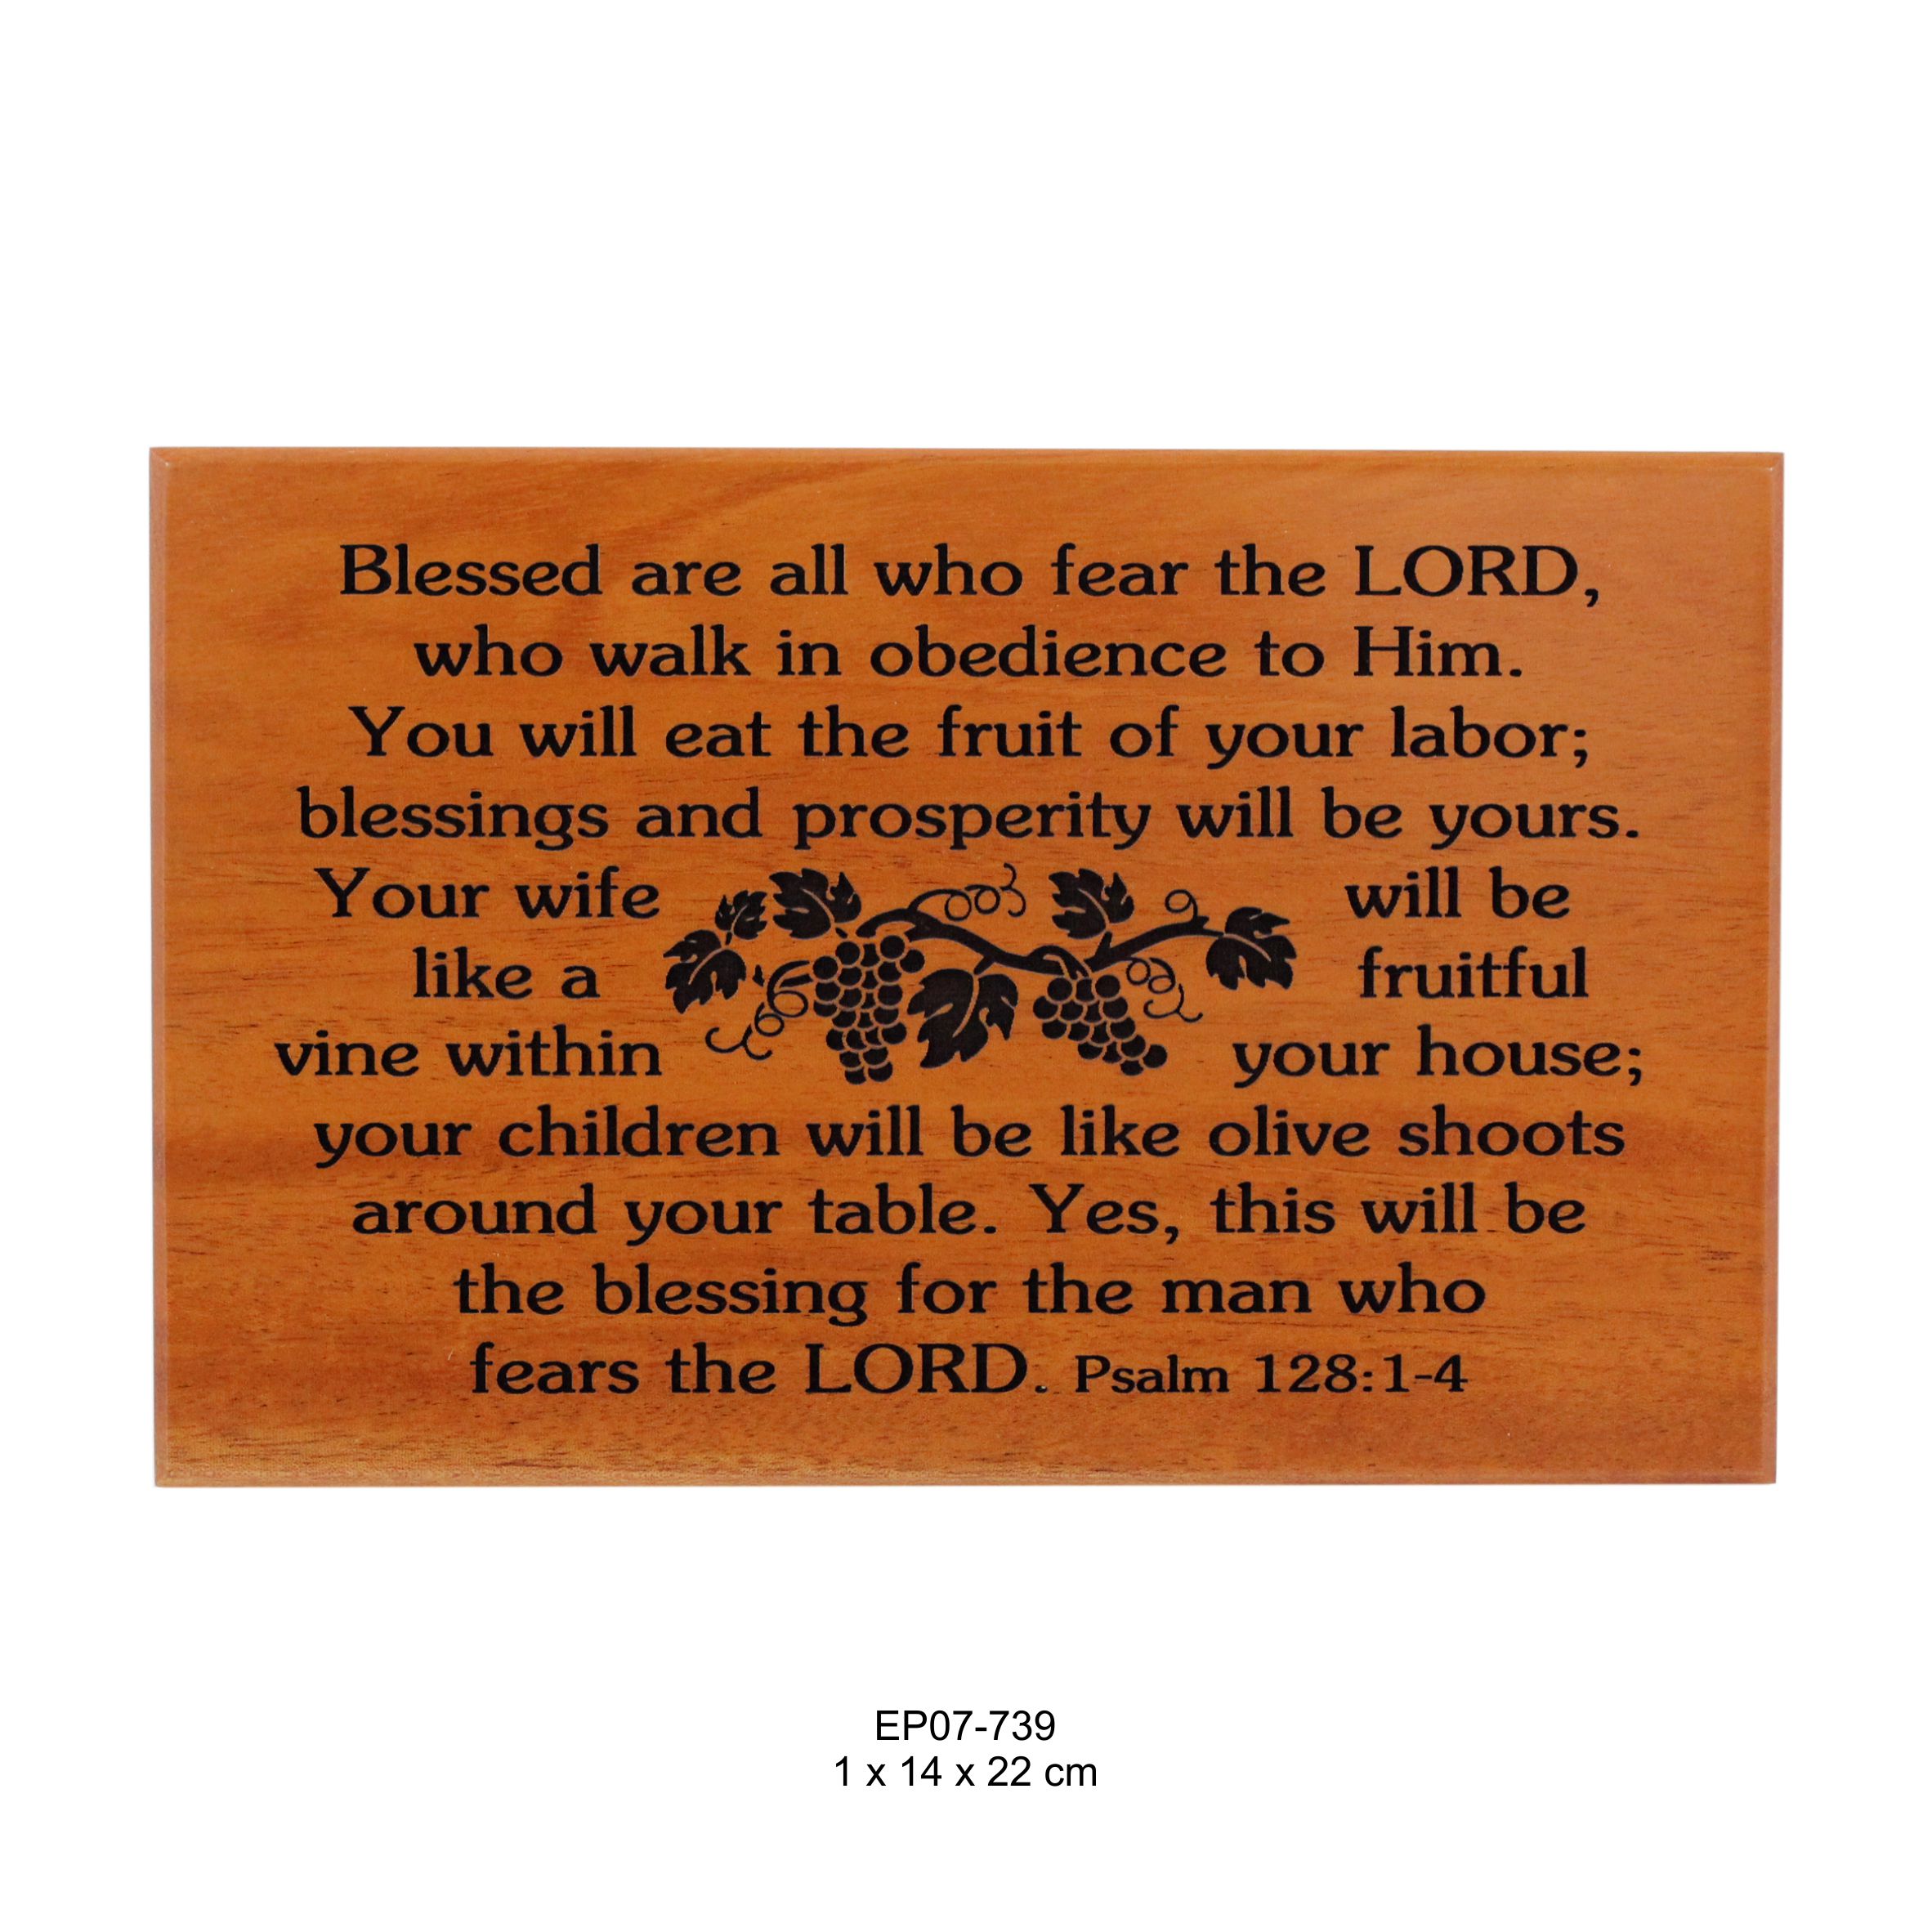 Blessed are all who fear the LORD,
who walk in obedience to Him.
You will eat the fruit of your labor;
blessings and prosperity will be yours.
Your wife will be
like a fruitful
vine within your house;
your children will be like olive shoots
around your table. Yes, this will be
the blessing for the man who
fears the LORD. Psalm 128:1-4
EP07-739
1 x 14 x 22 cm